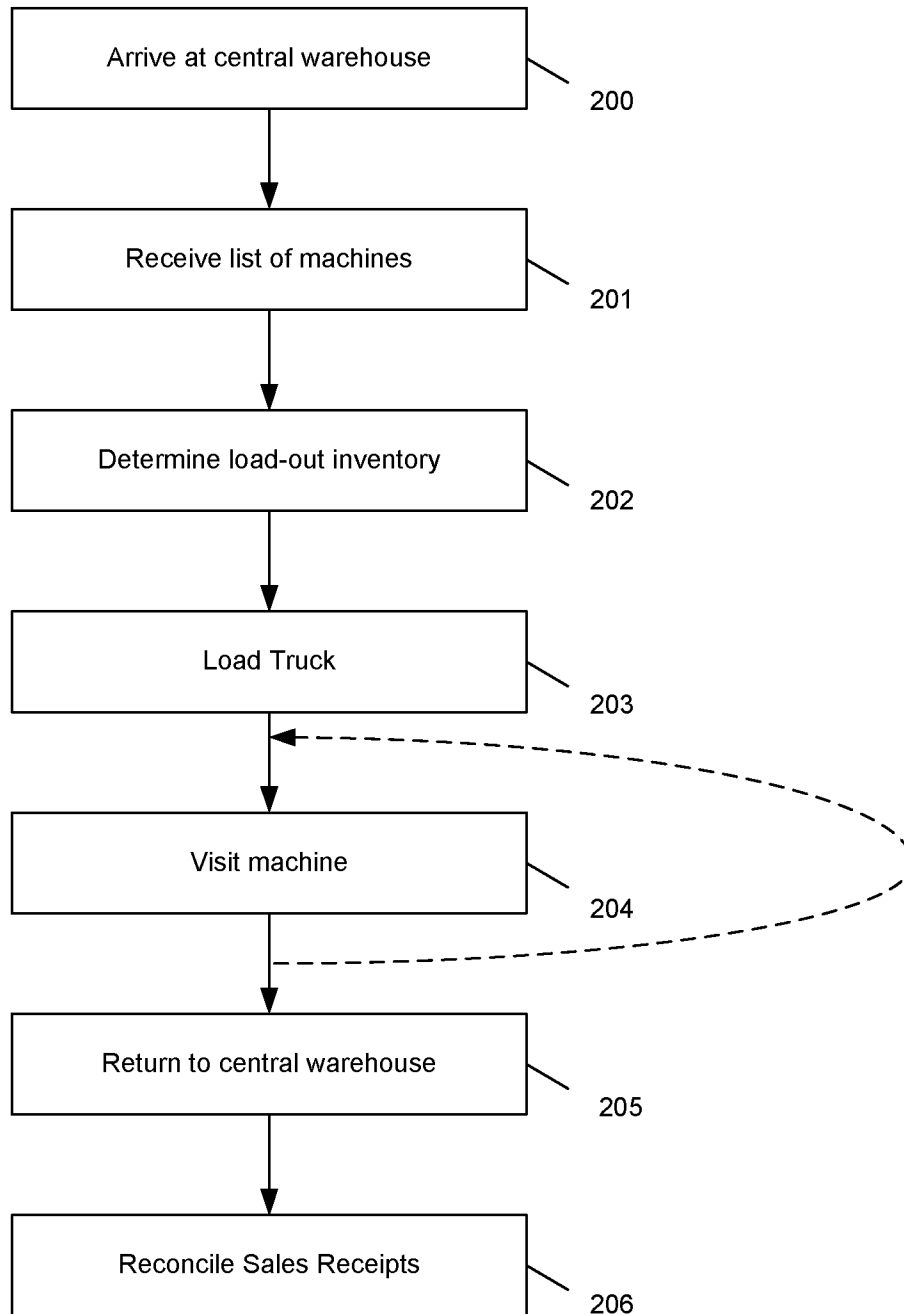 Arrive at central warehouse
200
Receive list of machines
201
Determine load-out inventory
202
Load Truck
203
Visit machine
204
Return to central warehouse
205
Reconcile Sales Receipts
206